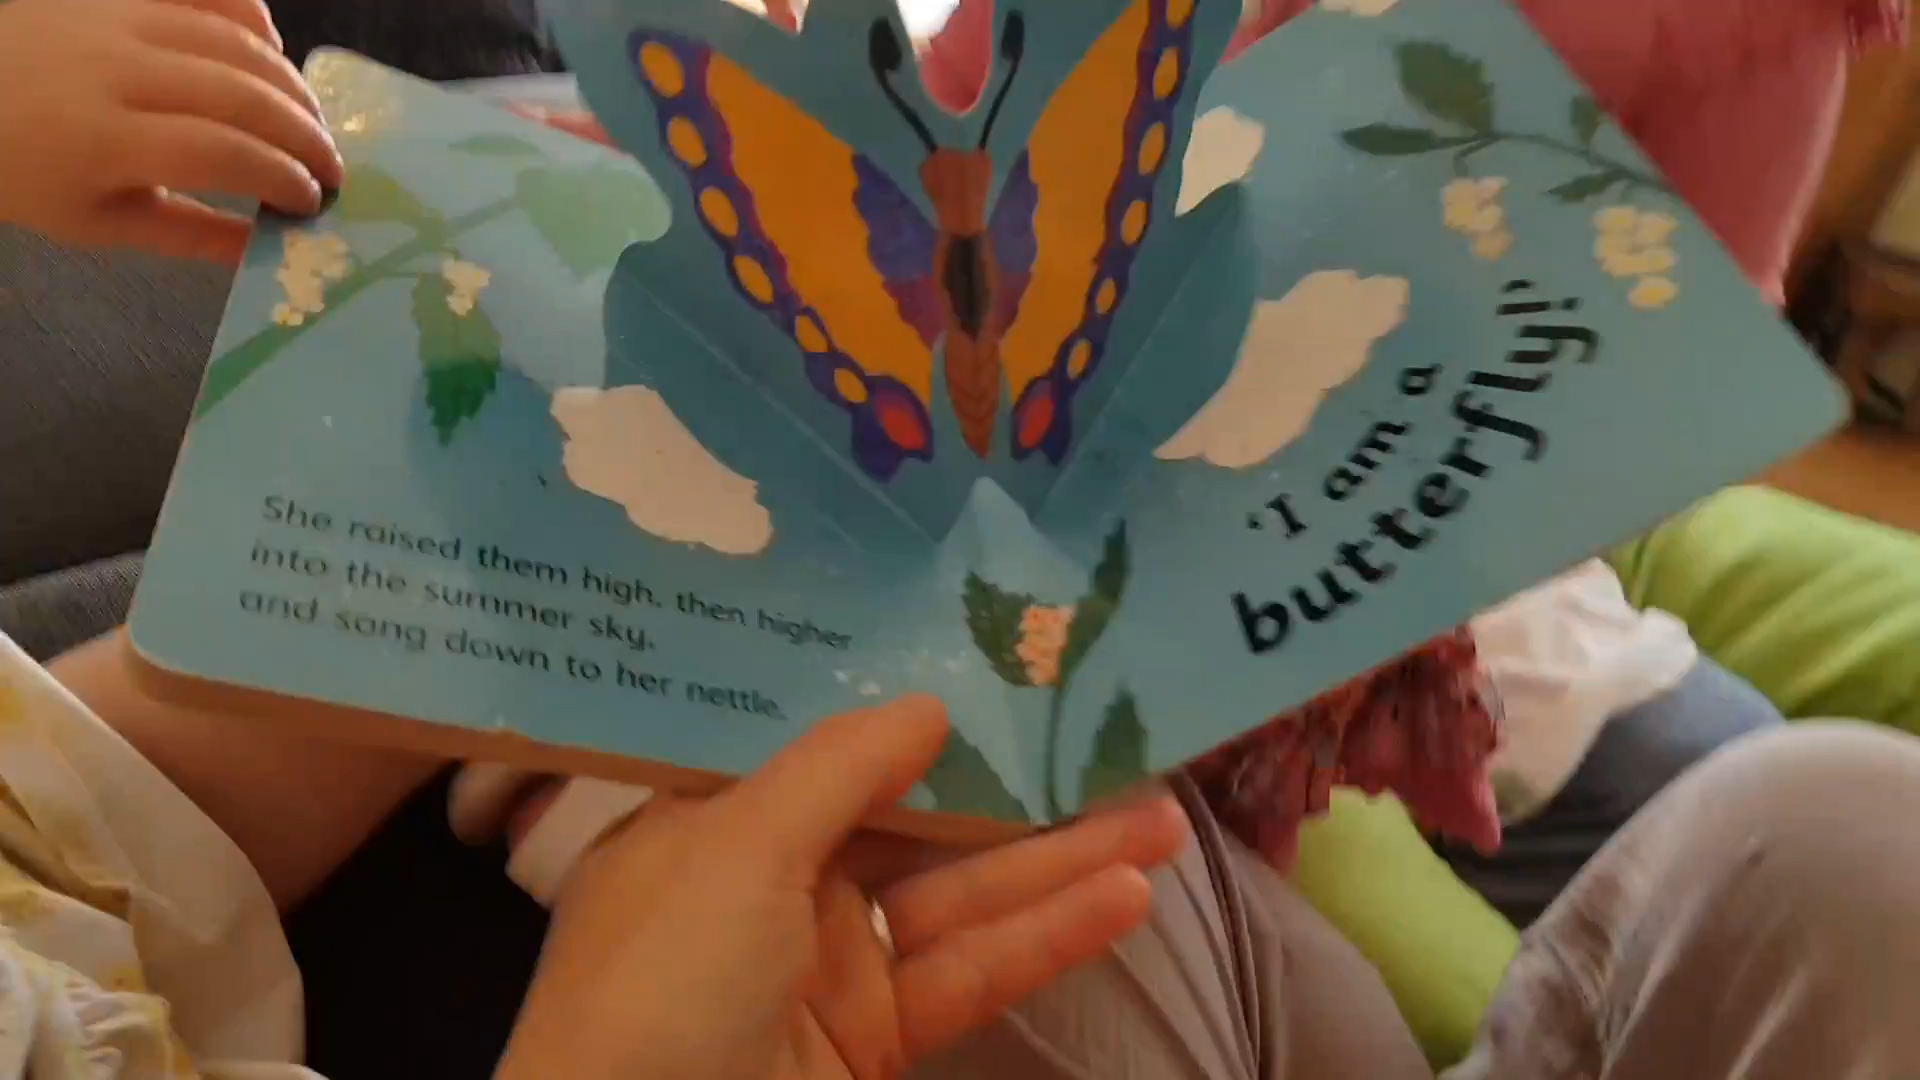 She raised them high, then higher
into the summer sky,
and sang down to her nettle,
‘I am a
butterfly!’